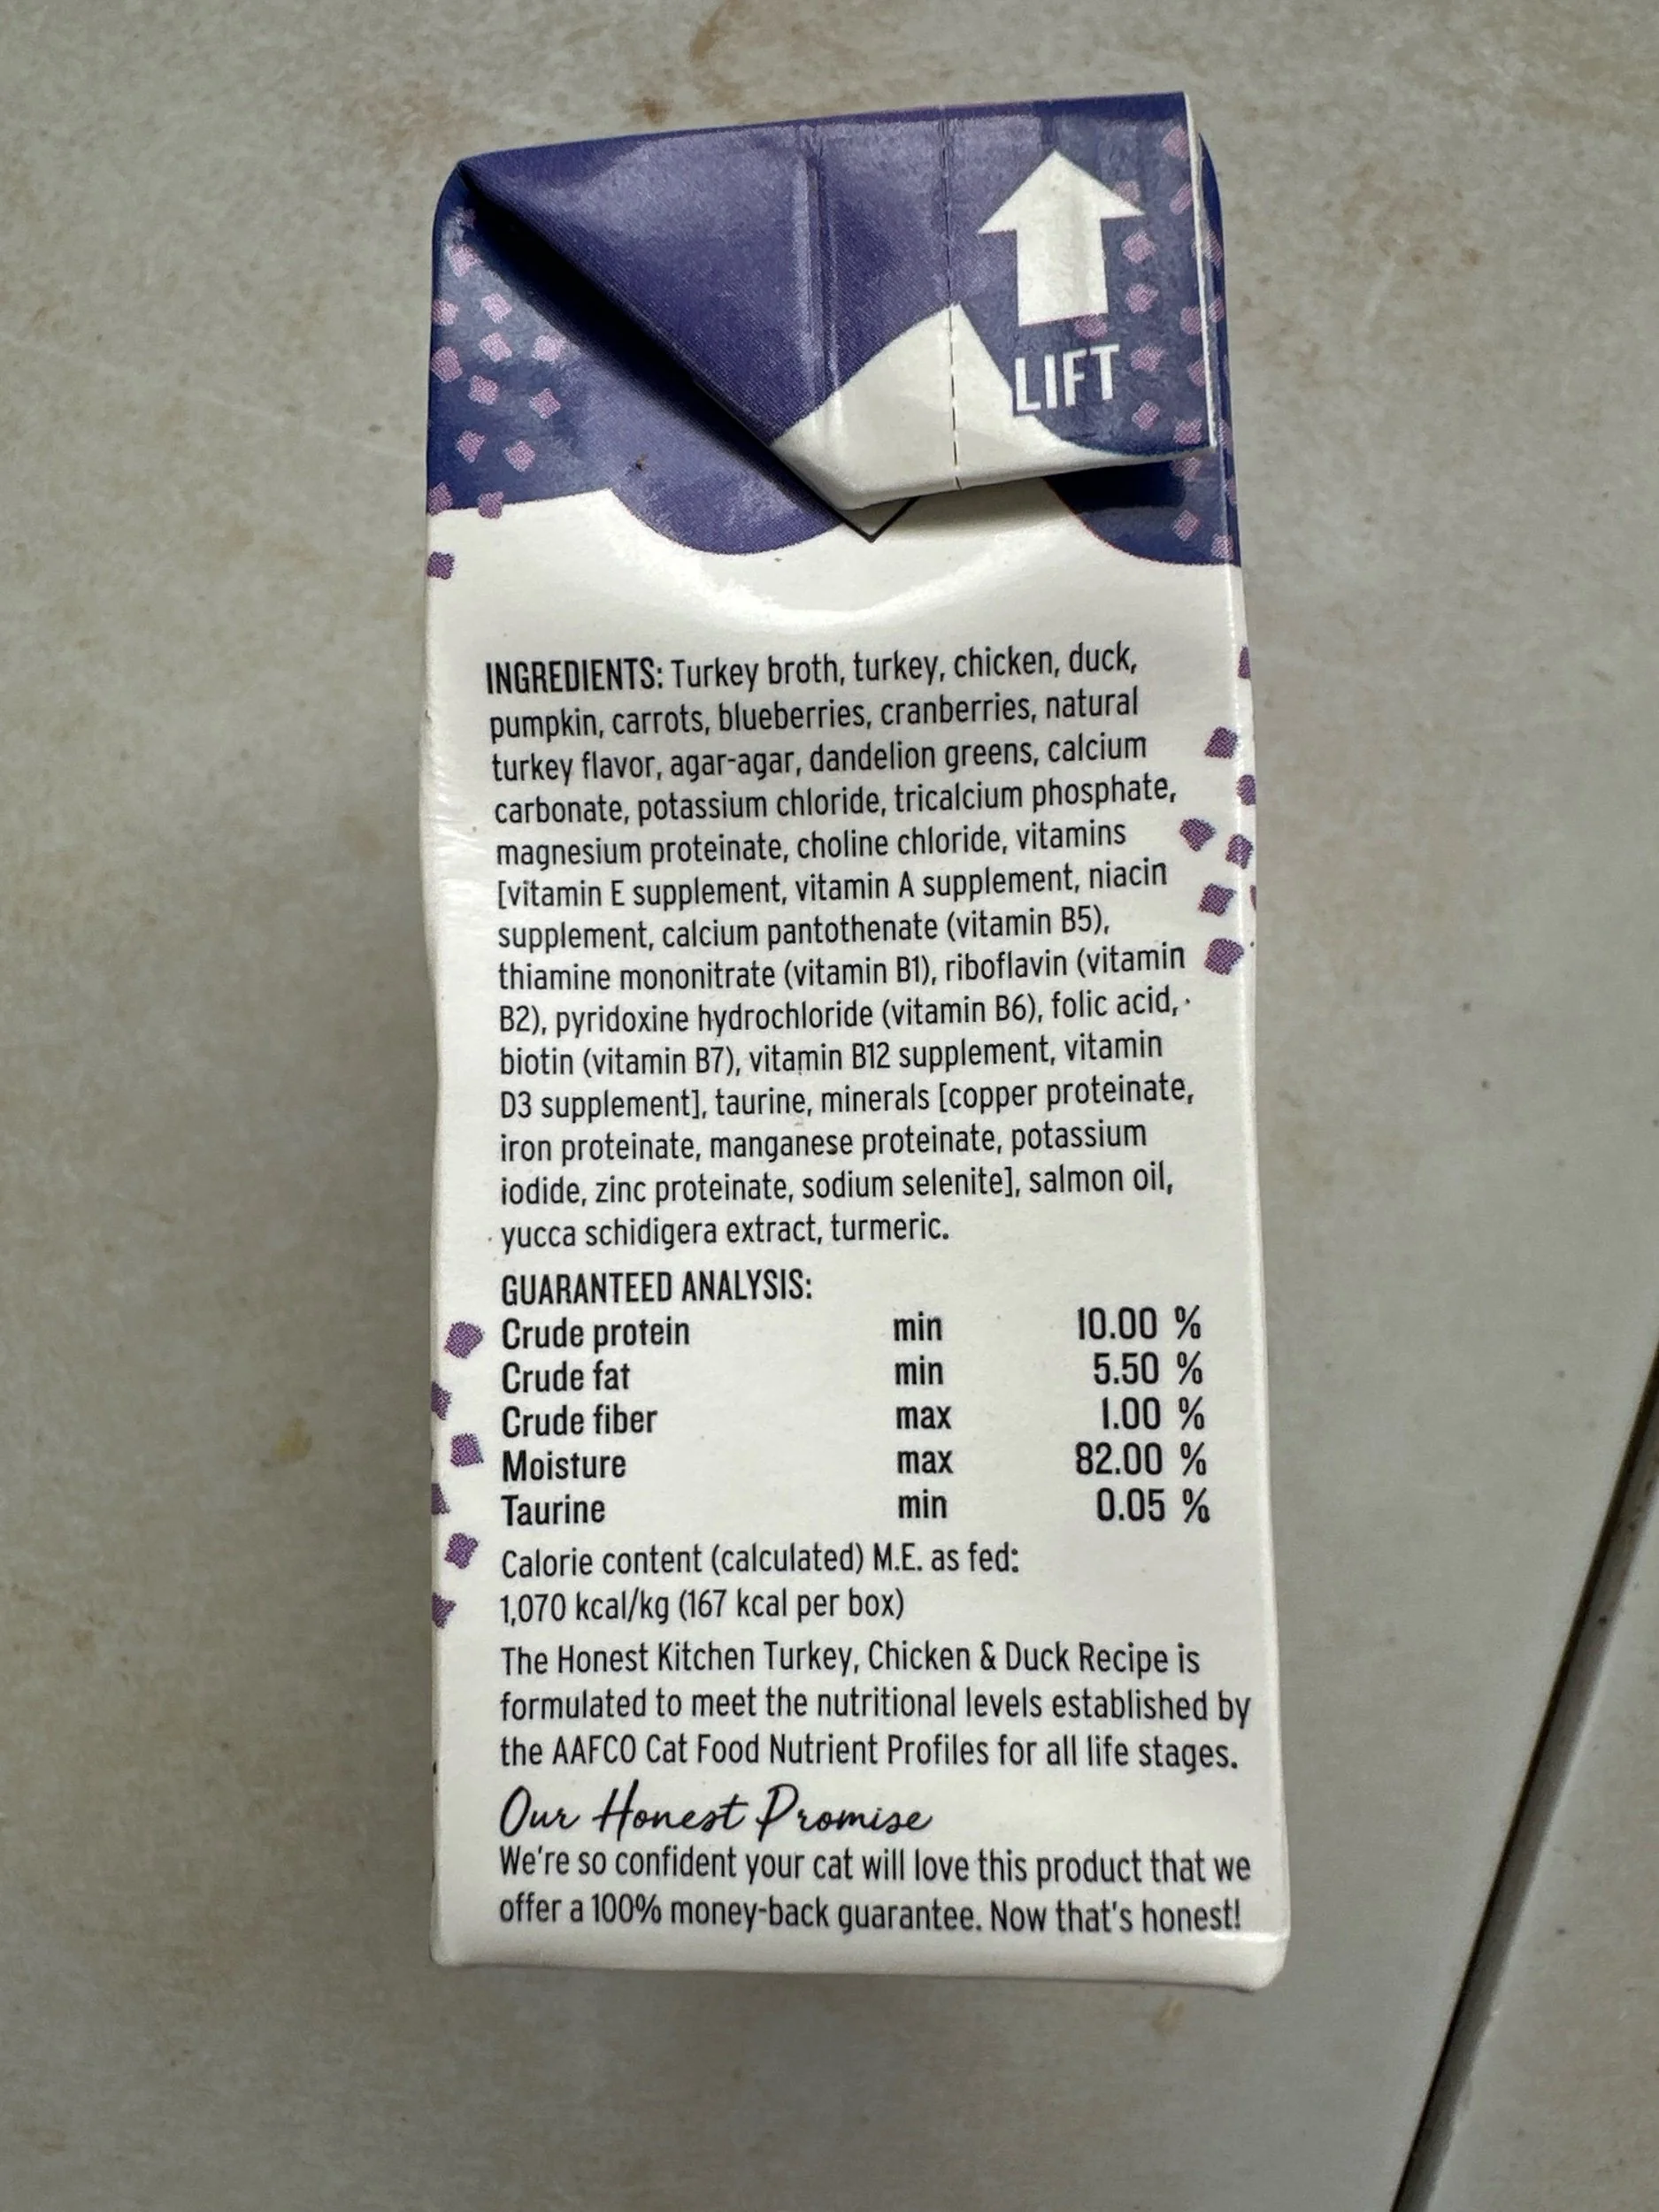 LIFT
INGREDIENTS: Turkey broth, turkey, chicken, duck,
pumpkin, carrots, blueberries, cranberries, natural
turkey flavor, agar-agar, dandelion greens, calcium
carbonate, potassium chloride, tricalcium phosphate,
magnesium proteinate, choline chloride, vitamins
[vitamin E supplement, vitamin A supplement, niacin
supplement, calcium pantothenate (vitamin B5),
thiamine mononitrate (vitamin B1), riboflavin (vitamin
B2), pyridoxine hydrochloride (vitamin B6), folic acid,
biotin (vitamin B7), vitamin B12 supplement, vitamin
D3 supplement], taurine, minerals [copper proteinate,
iron proteinate, manganese proteinate, potassium
iodide, zinc proteinate, sodium selenite], salmon oil,
yucca schidigera extract, turmeric.
GUARANTEED ANALYSIS:
Crude protein min 10.00 %
Crude fat min 5.50 %
Crude fiber max 1.00 %
Moisture max 82.00 %
Taurine min 0.05 %
Calorie content (calculated) M.E. as fed:
1,070 kcal/kg (167 kcal per box)
The Honest Kitchen Turkey, Chicken & Duck Recipe is
formulated to meet the nutritional levels established by
the AAFCO Cat Food Nutrient Profiles for all life stages.
Our Honest Promise
We're so confident your cat will love this product that we
offer a 100% money-back guarantee. Now that's honest!